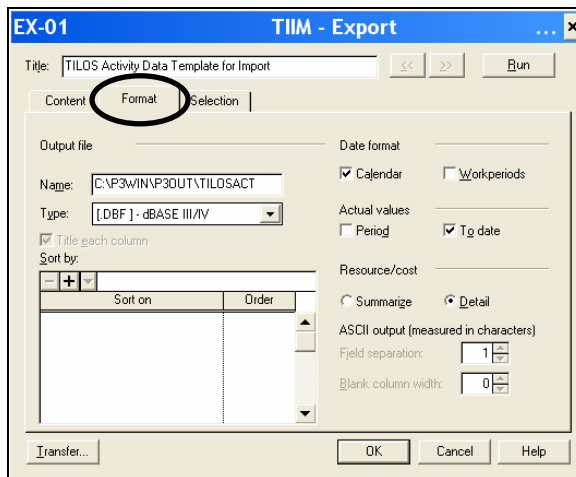 EX-01 TIIM - Export ...
Title: TILOS Activity Data Template for Import << >> Run
Content Format Selection
Output file
Name: C:\P3WIN\P3OUT\TILOSACT
Type: [.DBF ] - dBASE III/IV
Title each column
Sort by:
Sort on Order
Date format
Calendar Workperiods
Actual values
Period To date
Resource/cost
Summarize Detail
ASCII output (measured in characters)
Field separation: 1
Blank column width: 0
Transfer... OK Cancel Help